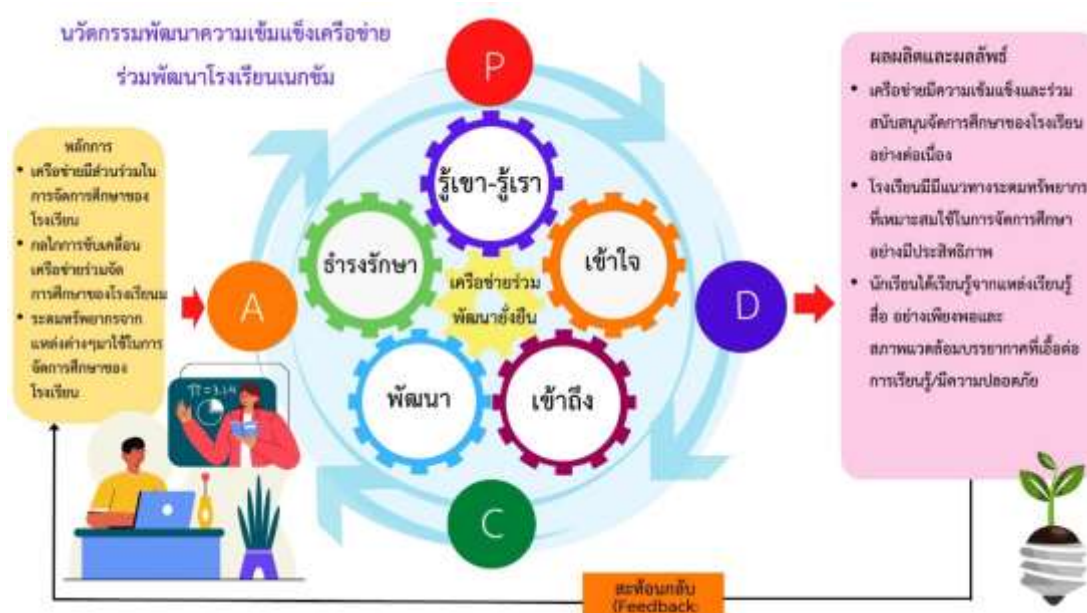 นวัตกรรมพัฒนาความเข้มแข็งเครือข่าย
ร่วมพัฒนาโรงเรียนเนกขัม
หลักการ
• เครือข่ายมีส่วนร่วมใน
การจัดการศึกษาของ
โรงเรียน
• กลไกการขับเคลื่อน
เครือข่ายร่วมจัด
การศึกษาของโรงเรียนม
• ระดมทรัพยากรจาก
แหล่งต่างๆมาใช้ในการ
จัดการศึกษาของ
โรงเรียน
P
รู้เขา-รู้เรา
ธำรงรักษา
เข้าใจ
เครือข่ายร่วม
พัฒนายั่งยืน
A
D
พัฒนา
เข้าถึง
C
ผลผลิตและผลลัพธ์
• เครือข่ายมีความเข้มแข็งและร่วม
สนับสนุนจัดการศึกษาของโรงเรียน
อย่างต่อเนื่อง
• โรงเรียนมีมีแนวทางระดมทรัพยากร
ที่เหมาะสมใช้ในการจัดการศึกษา
อย่างมีประสิทธิภาพ
• นักเรียนได้เรียนรู้จากแหล่งเรียนรู้
สื่อ อย่างเพียงพอและ
สภาพแวดล้อมบรรยากาศที่เอื้อต่อ
การเรียนรู้/มีความปลอดภัย
สะท้อนกลับ
(Feedback